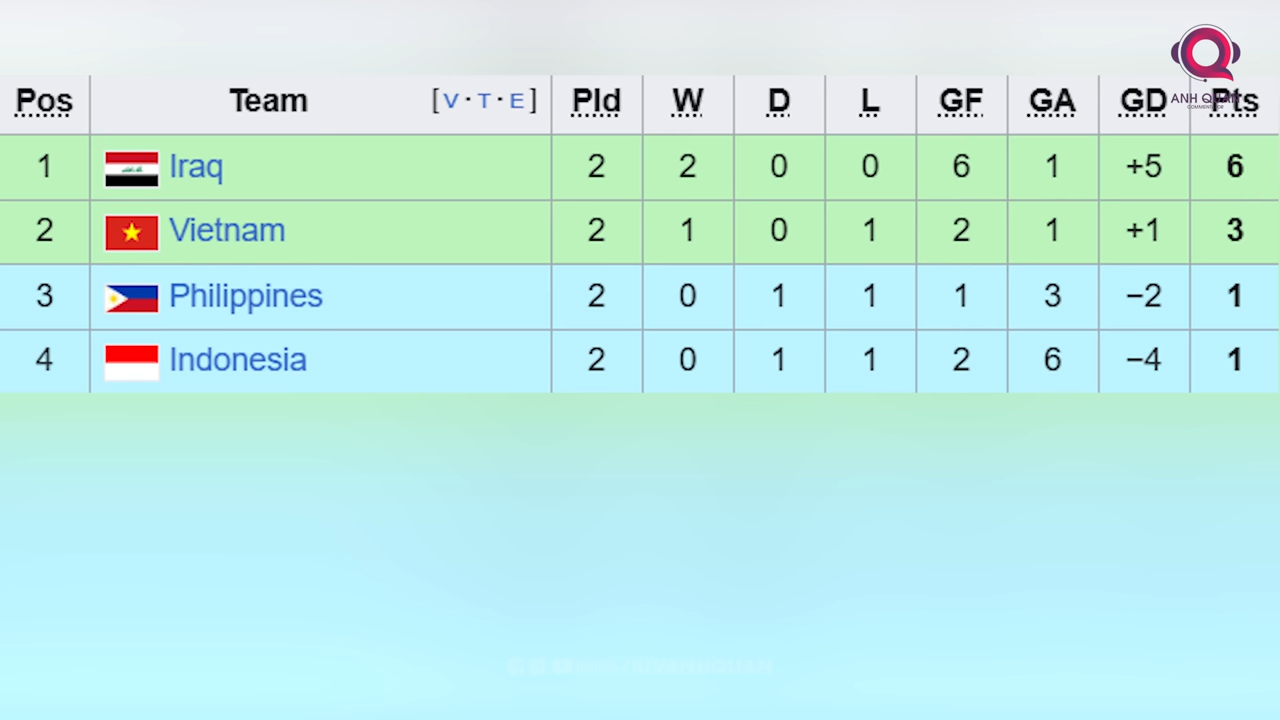 Pos Team [V·T·E] Pld W D L GF GA GD Pts
1 Iraq 2 2 0 0 6 1 +5 6
2 Vietnam 2 1 0 1 2 1 +1 3
3 Philippines 2 0 1 1 1 3 −2 1
4 Indonesia 2 0 1 1 2 6 −4 1
ANH QUÂN